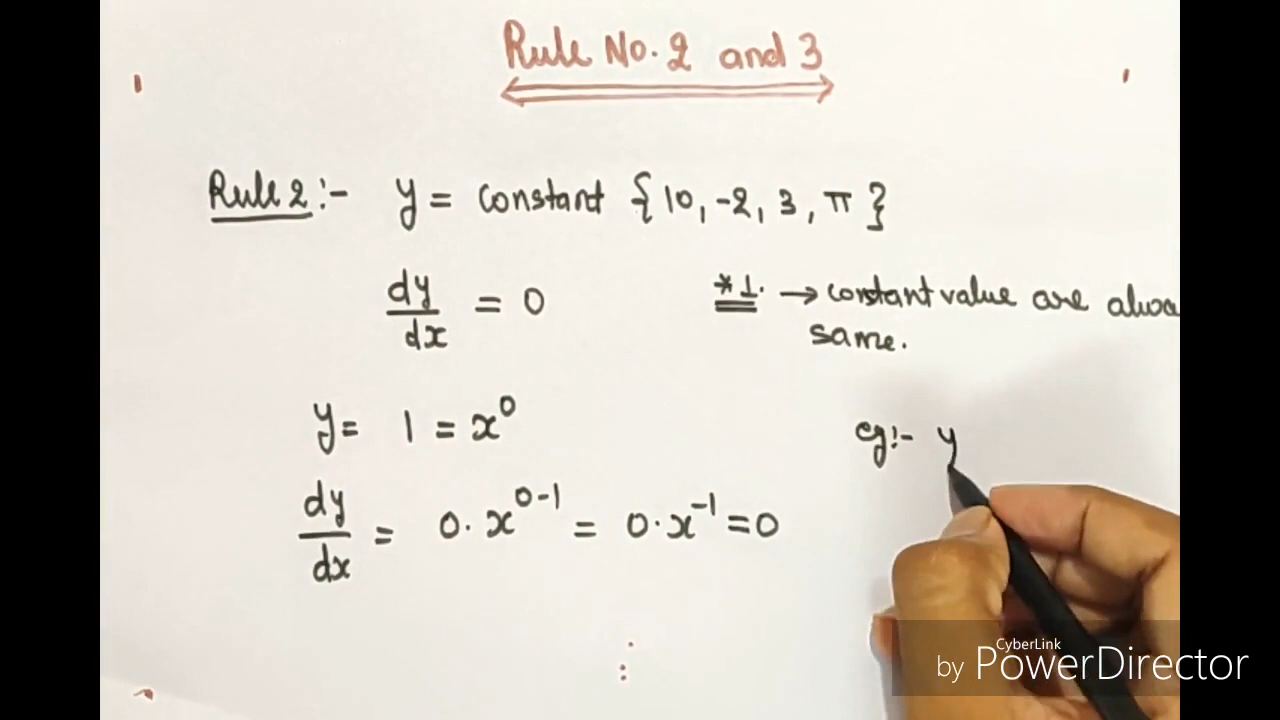 Rule No. 2 and 3
Rule 2 :- y = constant { 10, -2, 3, π }
dy/dx = 0
*1. → constant value are alwa
same.
y = 1 = x⁰
eg:- y
dy/dx = 0·x⁰⁻¹ = 0·x⁻¹ = 0
CyberLink
by PowerDirector